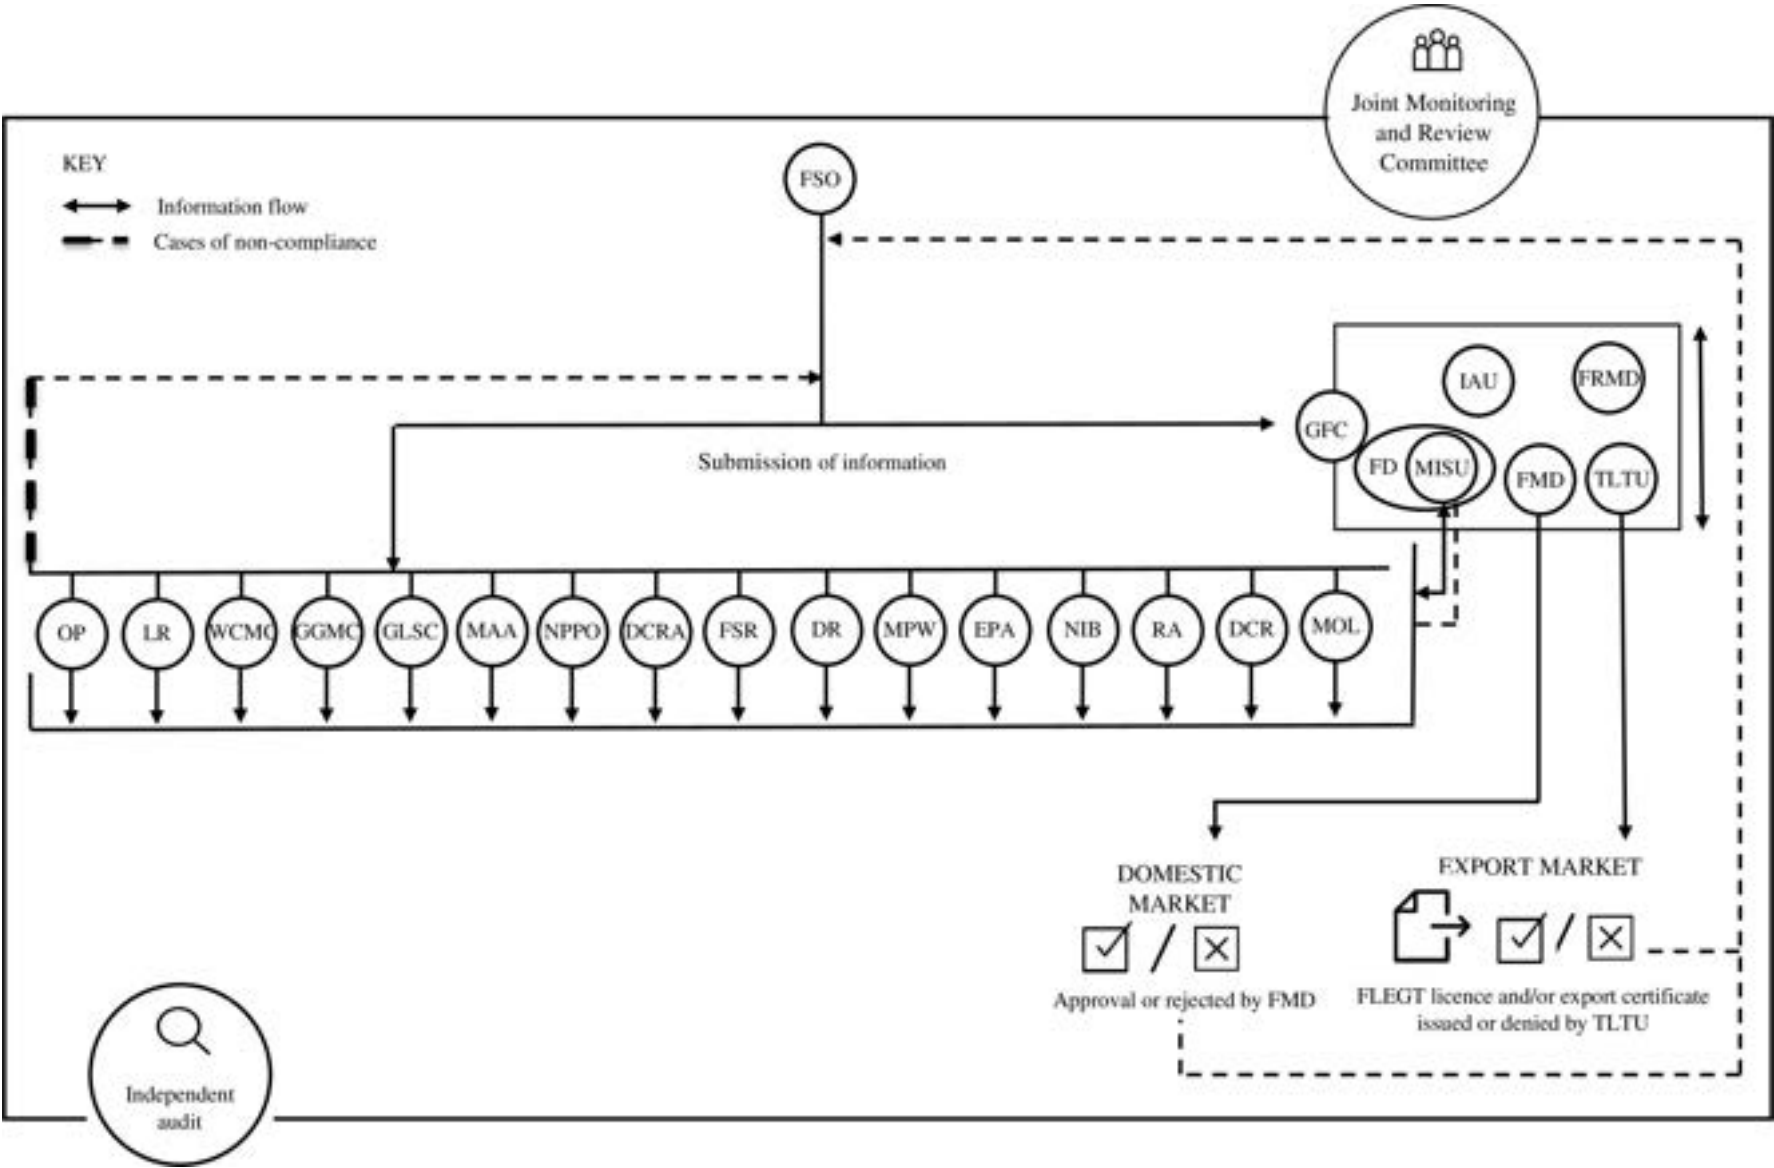 Joint Monitoring
and Review
Committee
KEY
Information flow
Cases of non-compliance
FSO
IAU
FRMD
GFC
FD
MISU
FMD
TLTU
Submission of information
OP
LR
WCMC
GGMC
GLSC
MAA
NPPO
DCRA
FSR
DR
MPW
EPA
NIB
RA
DCR
MOL
DOMESTIC
MARKET
/
Approval or rejected by FMD
EXPORT MARKET
/
FLEGT licence and/or export certificate
issued or denied by TLTU
Independent
audit